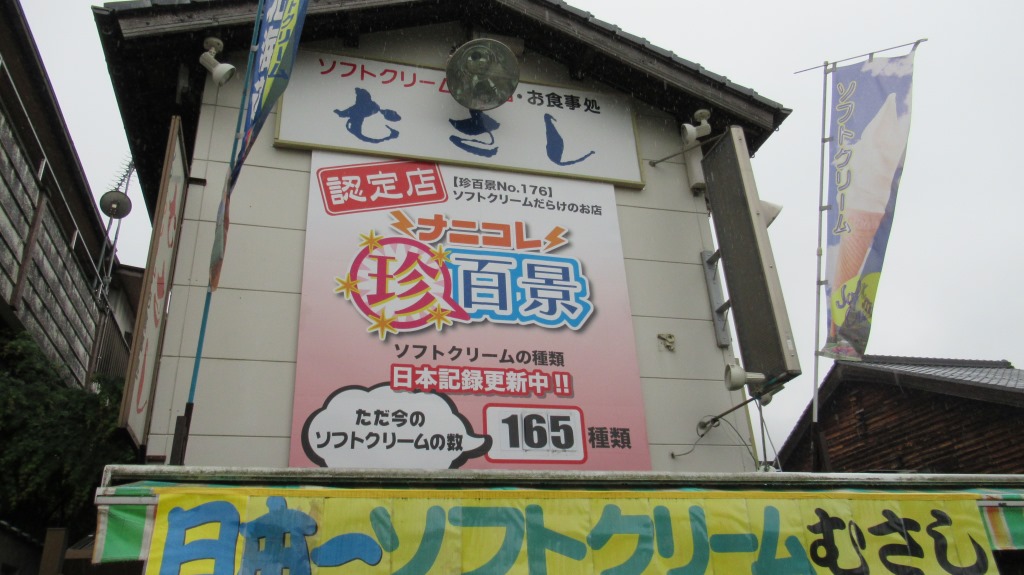 ソフトクリーム
・お食事処
むさし
認定店
【珍百景No.176】
ソフトクリームだらけのお店
ナニコレ
珍百景
ソフトクリームの種類
日本記録更新中!!
ただ今の
ソフトクリームの数
165種類
ソフトクリーム
日本一ソフトクリームむさし